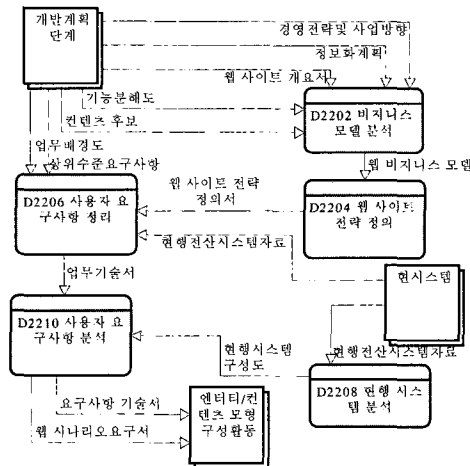 개발계획
단계
경영전략및 사업방향
정보화계획
웹 사이트 개요서
기능분해도
컨텐츠 후보
D2202 비지니스
모델 분석
업무배경도
상위수준요구사항
웹 비지니스 모델
D2206 사용자 요
구사항 정리
웹 사이트 전략
정의서
D2204 웹 사이트
전략 정의
현행전산시스템자료
업무기술서
현시스템
D2210 사용자 요
구사항 분석
현행시스템
구성도
현행전산시스템자료
요구사항 기술서
엔터티/컨
텐츠 모형
구성활동
D2208 현행 시스
템 분석
웹 시나리오요구서